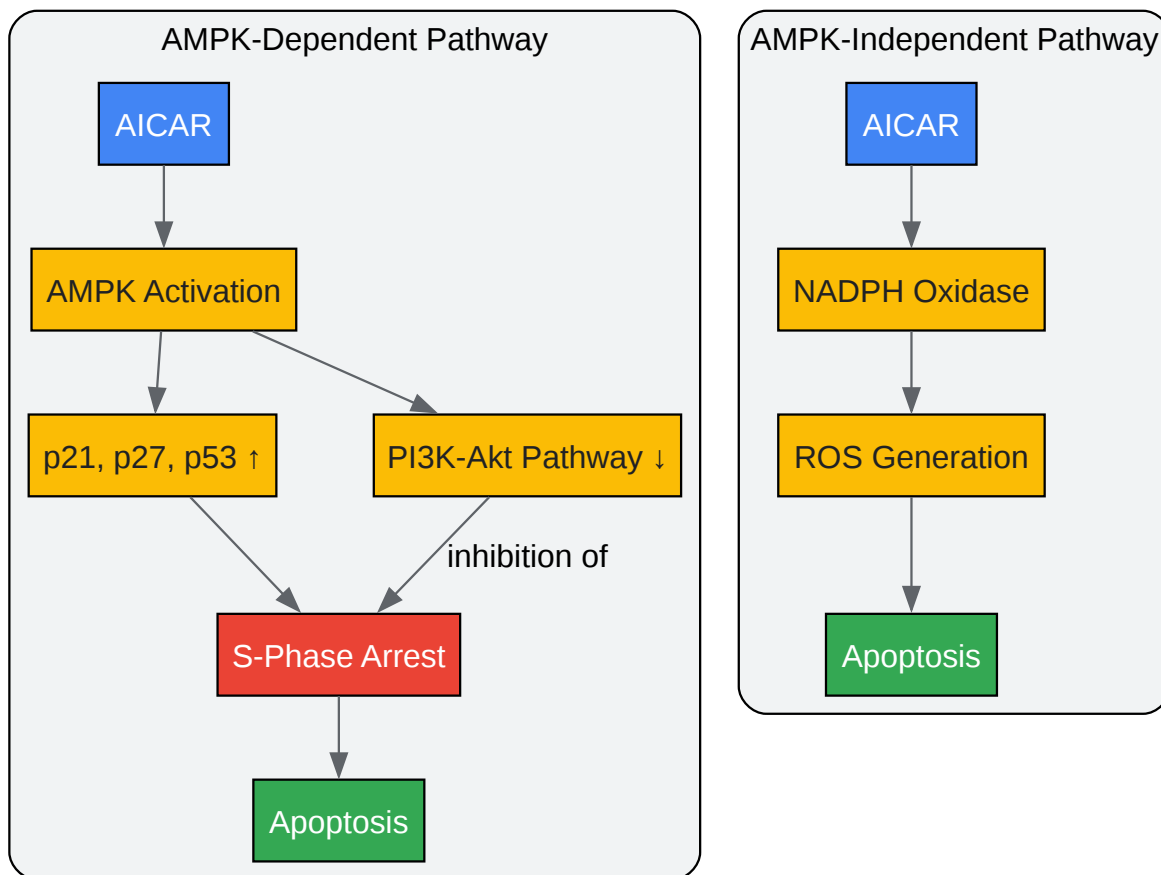 AMPK-Dependent Pathway
AICAR
AMPK Activation
p21, p27, p53 ↑
PI3K-Akt Pathway ↓
inhibition of
S-Phase Arrest
Apoptosis
AMPK-Independent Pathway
AICAR
NADPH Oxidase
ROS Generation
Apoptosis